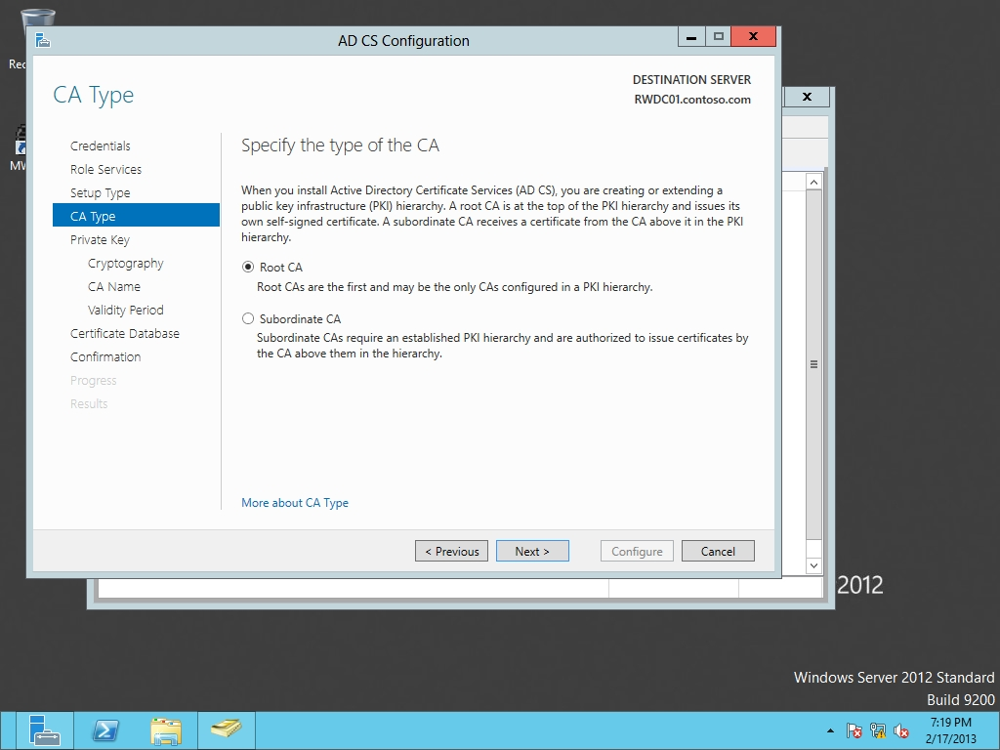 Rec
MW
AD CS Configuration
CA Type
DESTINATION SERVER
RWDC01.contoso.com
Credentials
Role Services
Setup Type
CA Type
Private Key
Cryptography
CA Name
Validity Period
Certificate Database
Confirmation
Progress
Results
Specify the type of the CA
When you install Active Directory Certificate Services (AD CS), you are creating or extending a
public key infrastructure (PKI) hierarchy. A root CA is at the top of the PKI hierarchy and issues its
own self-signed certificate. A subordinate CA receives a certificate from the CA above it in the PKI
hierarchy.
Root CA
Root CAs are the first and may be the only CAs configured in a PKI hierarchy.
Subordinate CA
Subordinate CAs require an established PKI hierarchy and are authorized to issue certificates by
the CA above them in the hierarchy.
More about CA Type
< Previous
Next >
Configure
Cancel
2012
Windows Server 2012 Standard
Build 9200
7:19 PM
2/17/2013